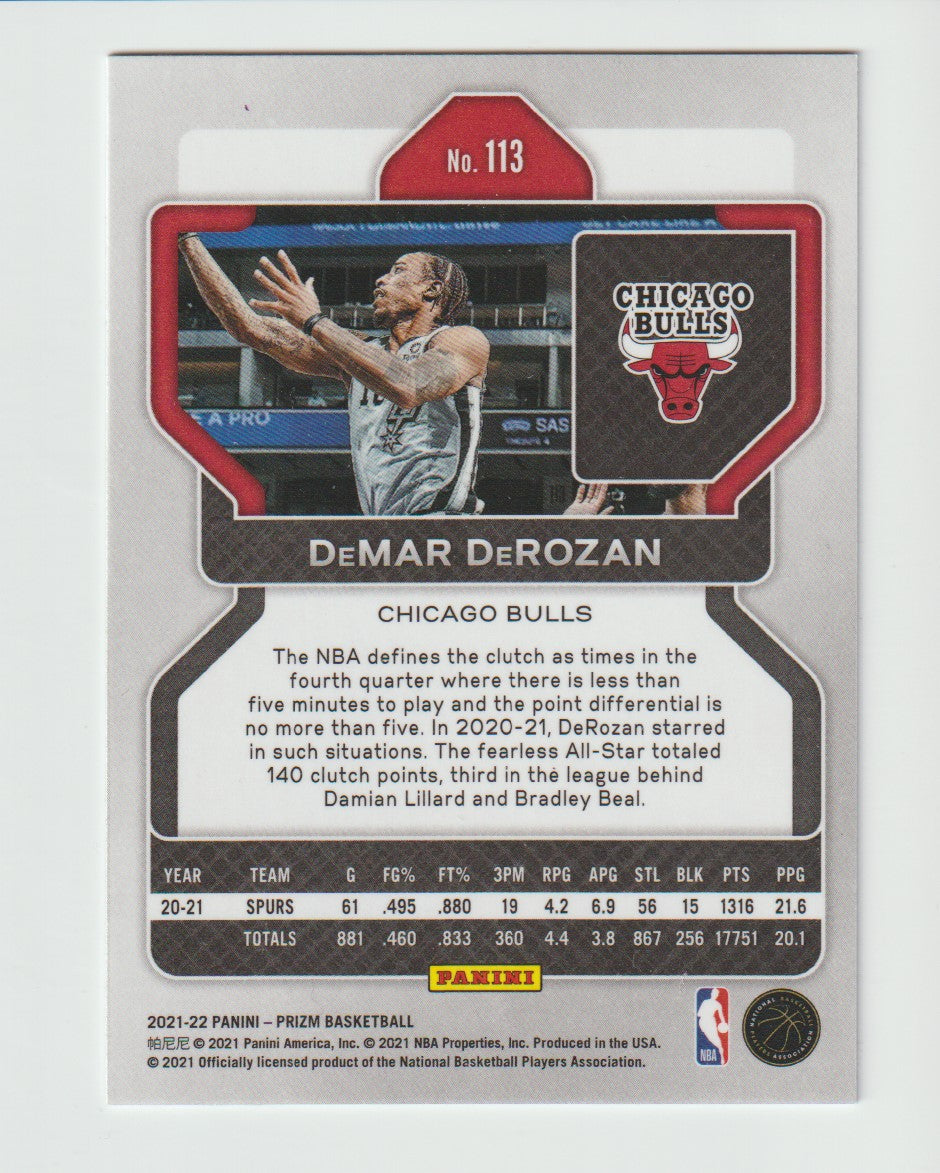 No. 113
E A PRO
SAS
CHICAGO
BULLS
DEMAR DEROZAN
CHICAGO BULLS
The NBA defines the clutch as times in the
fourth quarter where there is less than
five minutes to play and the point differential is
no more than five. In 2020-21, DeRozan starred
in such situations. The fearless All-Star totaled
140 clutch points, third in the league behind
Damian Lillard and Bradley Beal.
YEAR TEAM G FG% FT% 3PM RPG APG STL BLK PTS PPG
20-21 SPURS 61 .495 .880 19 4.2 6.9 56 15 1316 21.6
TOTALS 881 .460 .833 360 4.4 3.8 867 256 17751 20.1
PANINI
2021-22 PANINI – PRIZM BASKETBALL
帕尼尼 © 2021 Panini America, Inc. © 2021 NBA Properties, Inc. Produced in the USA.
© 2021 Officially licensed product of the National Basketball Players Association.
NBA
NATIONAL BASKETBALL
PLAYERS ASSOCIATION